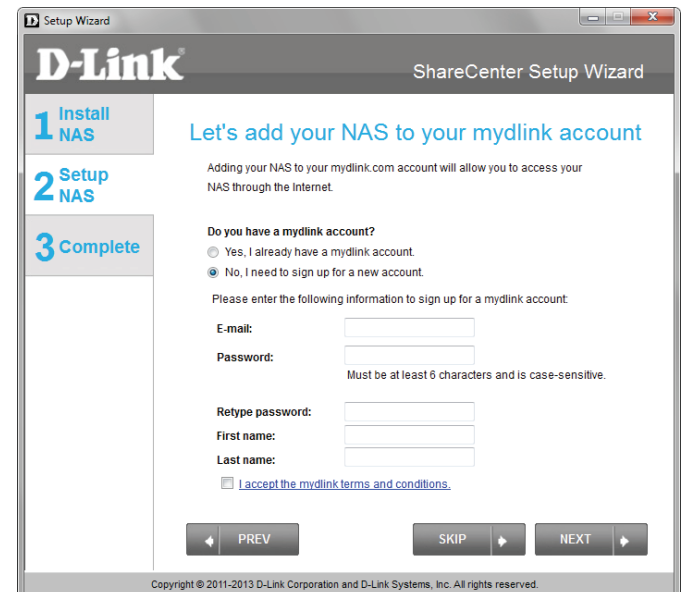 Setup Wizard
D-Link®
ShareCenter Setup Wizard
1 Install
NAS
2 Setup
NAS
3 Complete
Let's add your NAS to your mydlink account
Adding your NAS to your mydlink.com account will allow you to access your
NAS through the Internet.
Do you have a mydlink account?
Yes, I already have a mydlink account.
No, I need to sign up for a new account.
Please enter the following information to sign up for a mydlink account:
E-mail:
Password:
Must be at least 6 characters and is case-sensitive.
Retype password:
First name:
Last name:
I accept the mydlink terms and conditions.
PREV
SKIP
NEXT
Copyright © 2011-2013 D-Link Corporation and D-Link Systems, Inc. All rights reserved.